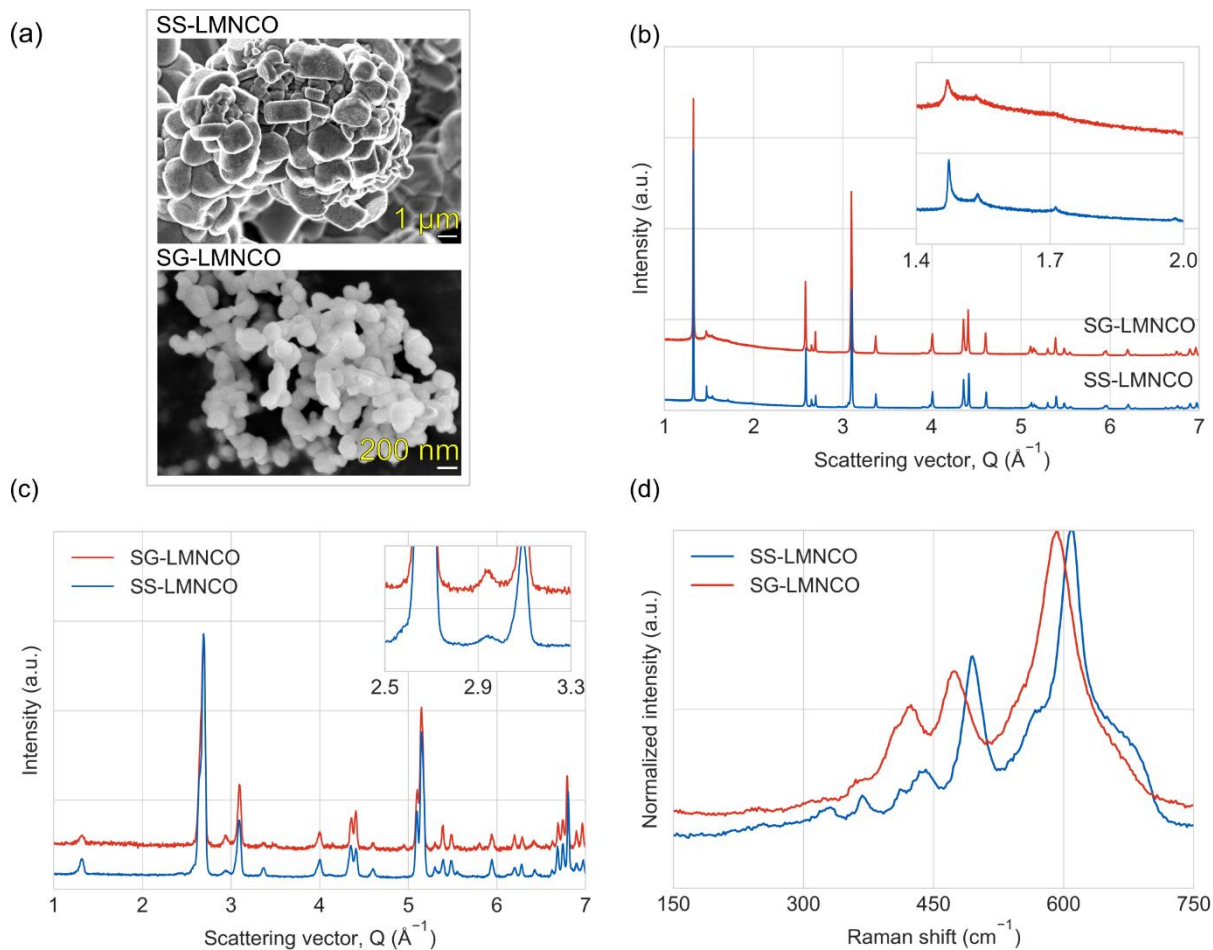 (a)
SS-LMNCO
1 μm
SG-LMNCO
200 nm
(b)
Intensity (a.u.)
1.4 1.7 2.0
SG-LMNCO
SS-LMNCO
1 2 3 4 5 6 7
Scattering vector, Q (Å⁻¹)
(c)
SG-LMNCO
SS-LMNCO
Intensity (a.u.)
2.5 2.9 3.3
1 2 3 4 5 6 7
Scattering vector, Q (Å⁻¹)
(d)
SS-LMNCO
SG-LMNCO
Normalized intensity (a.u.)
150 300 450 600 750
Raman shift (cm⁻¹)